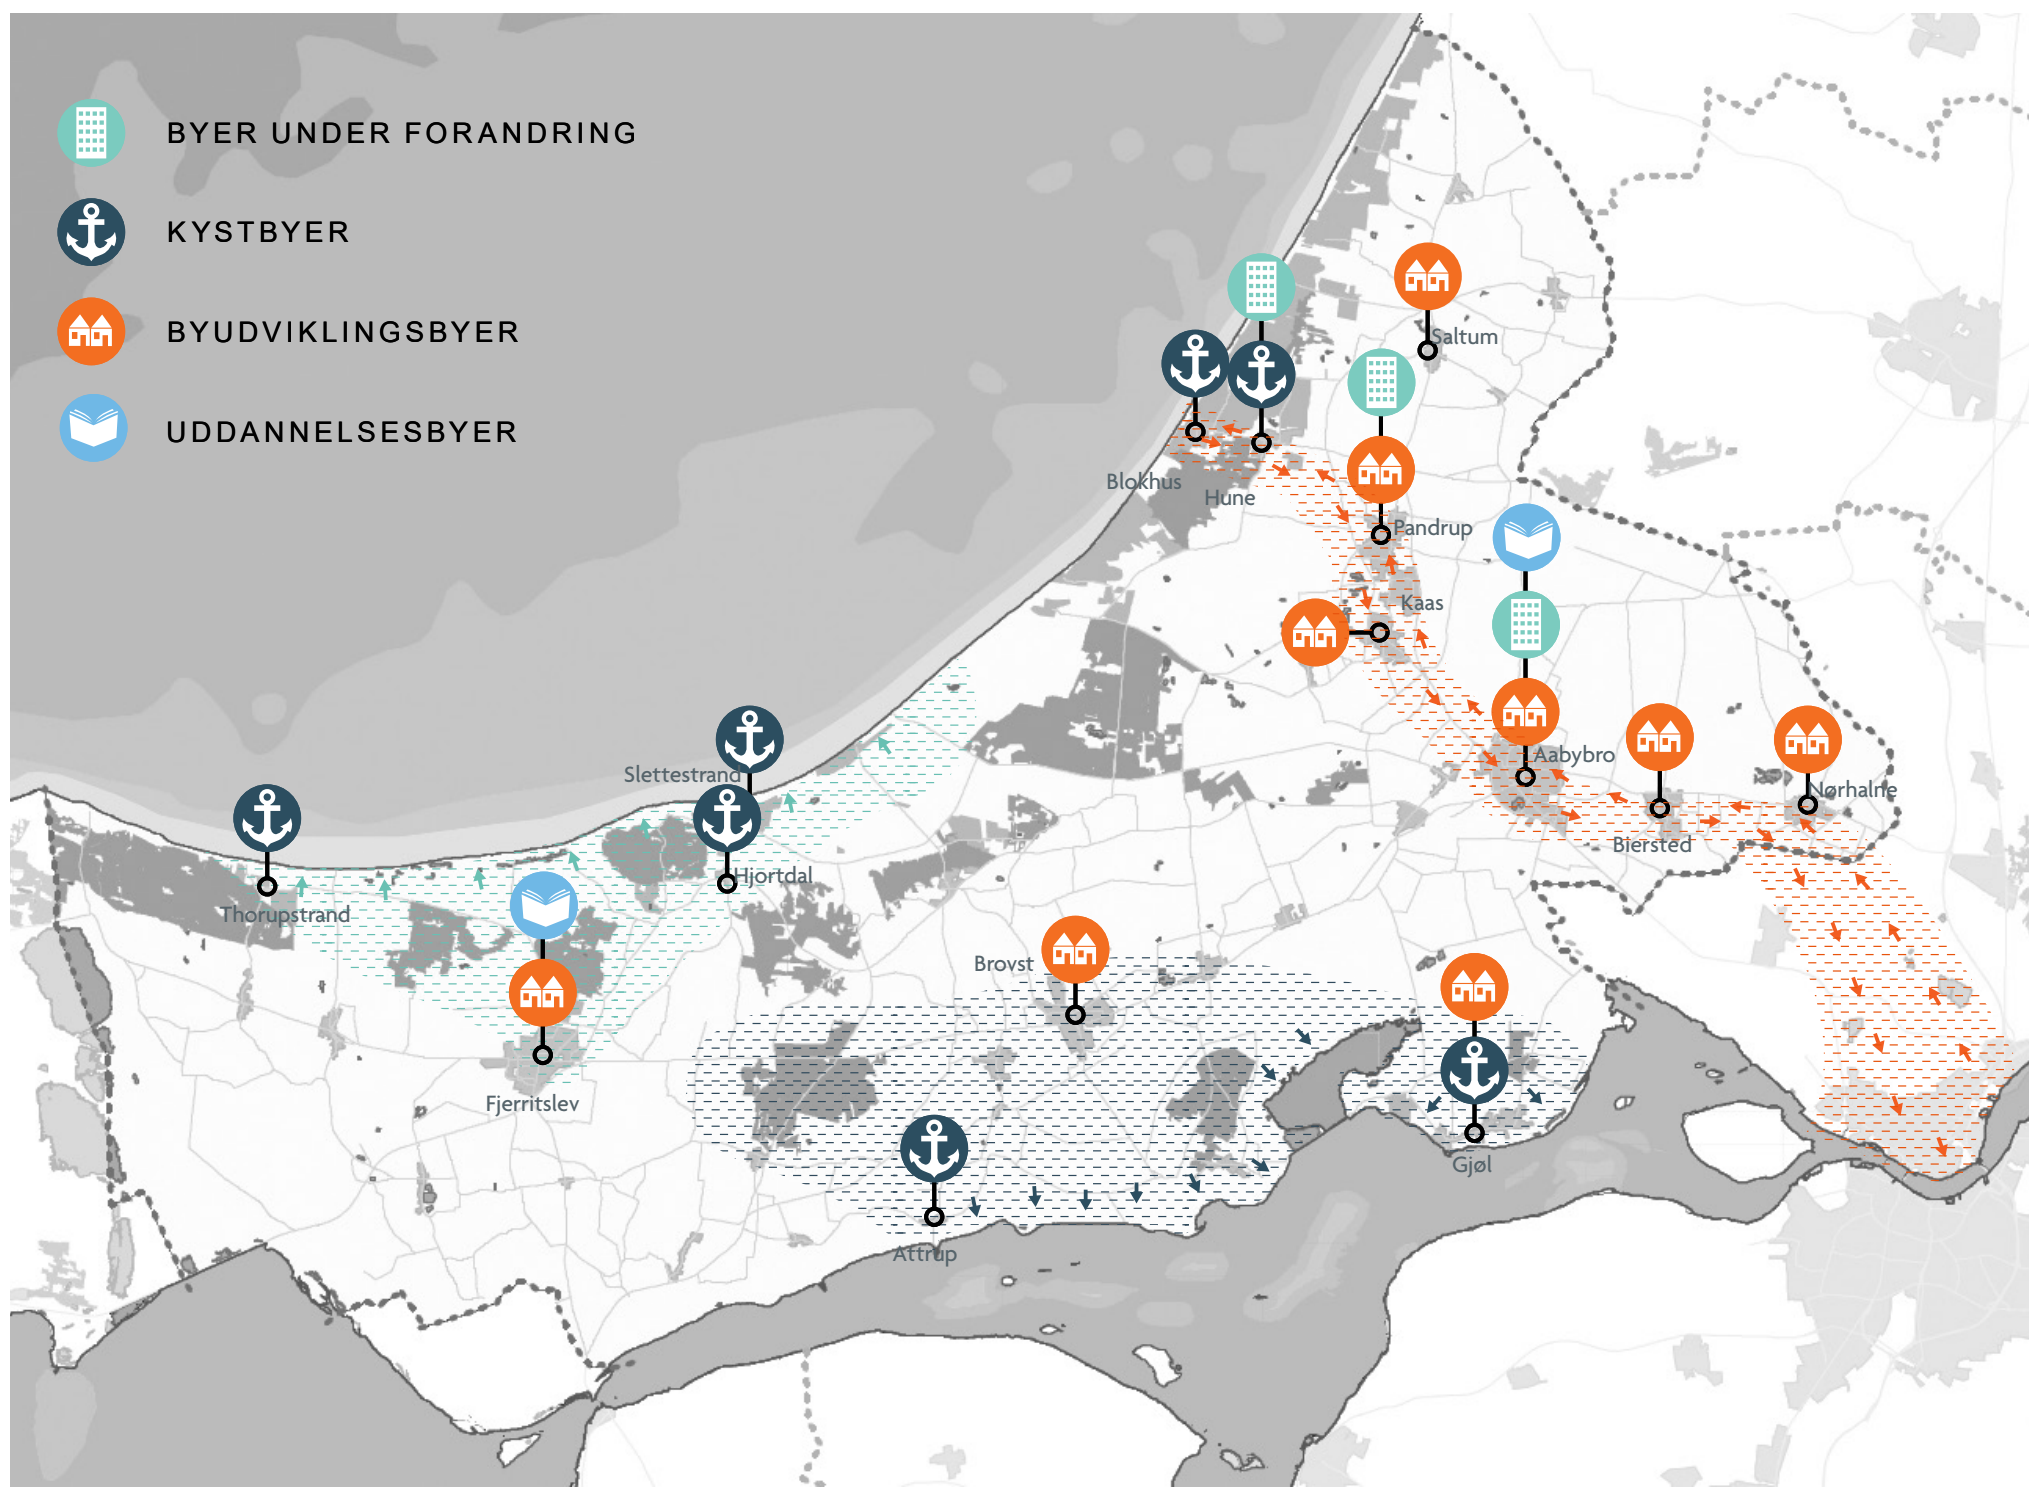 BYER UNDER FORANDRING
KYSTBYER
BYUDVIKLINGSBYER
UDDANNELSESBYER
Saltum
Blokhus
Hune
Pandrup
Kaas
Aabybro
Slettestrand
Nørhalne
Biersted
Hjortdal
Thorupstrand
Brovst
Fjerritslev
Gjøl
Attrup